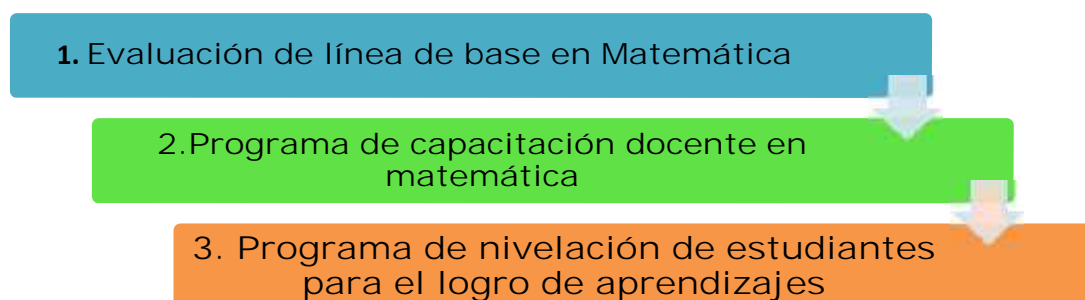 1. Evaluación de línea de base en Matemática
2.Programa de capacitación docente en
matemática
3. Programa de nivelación de estudiantes
para el logro de aprendizajes